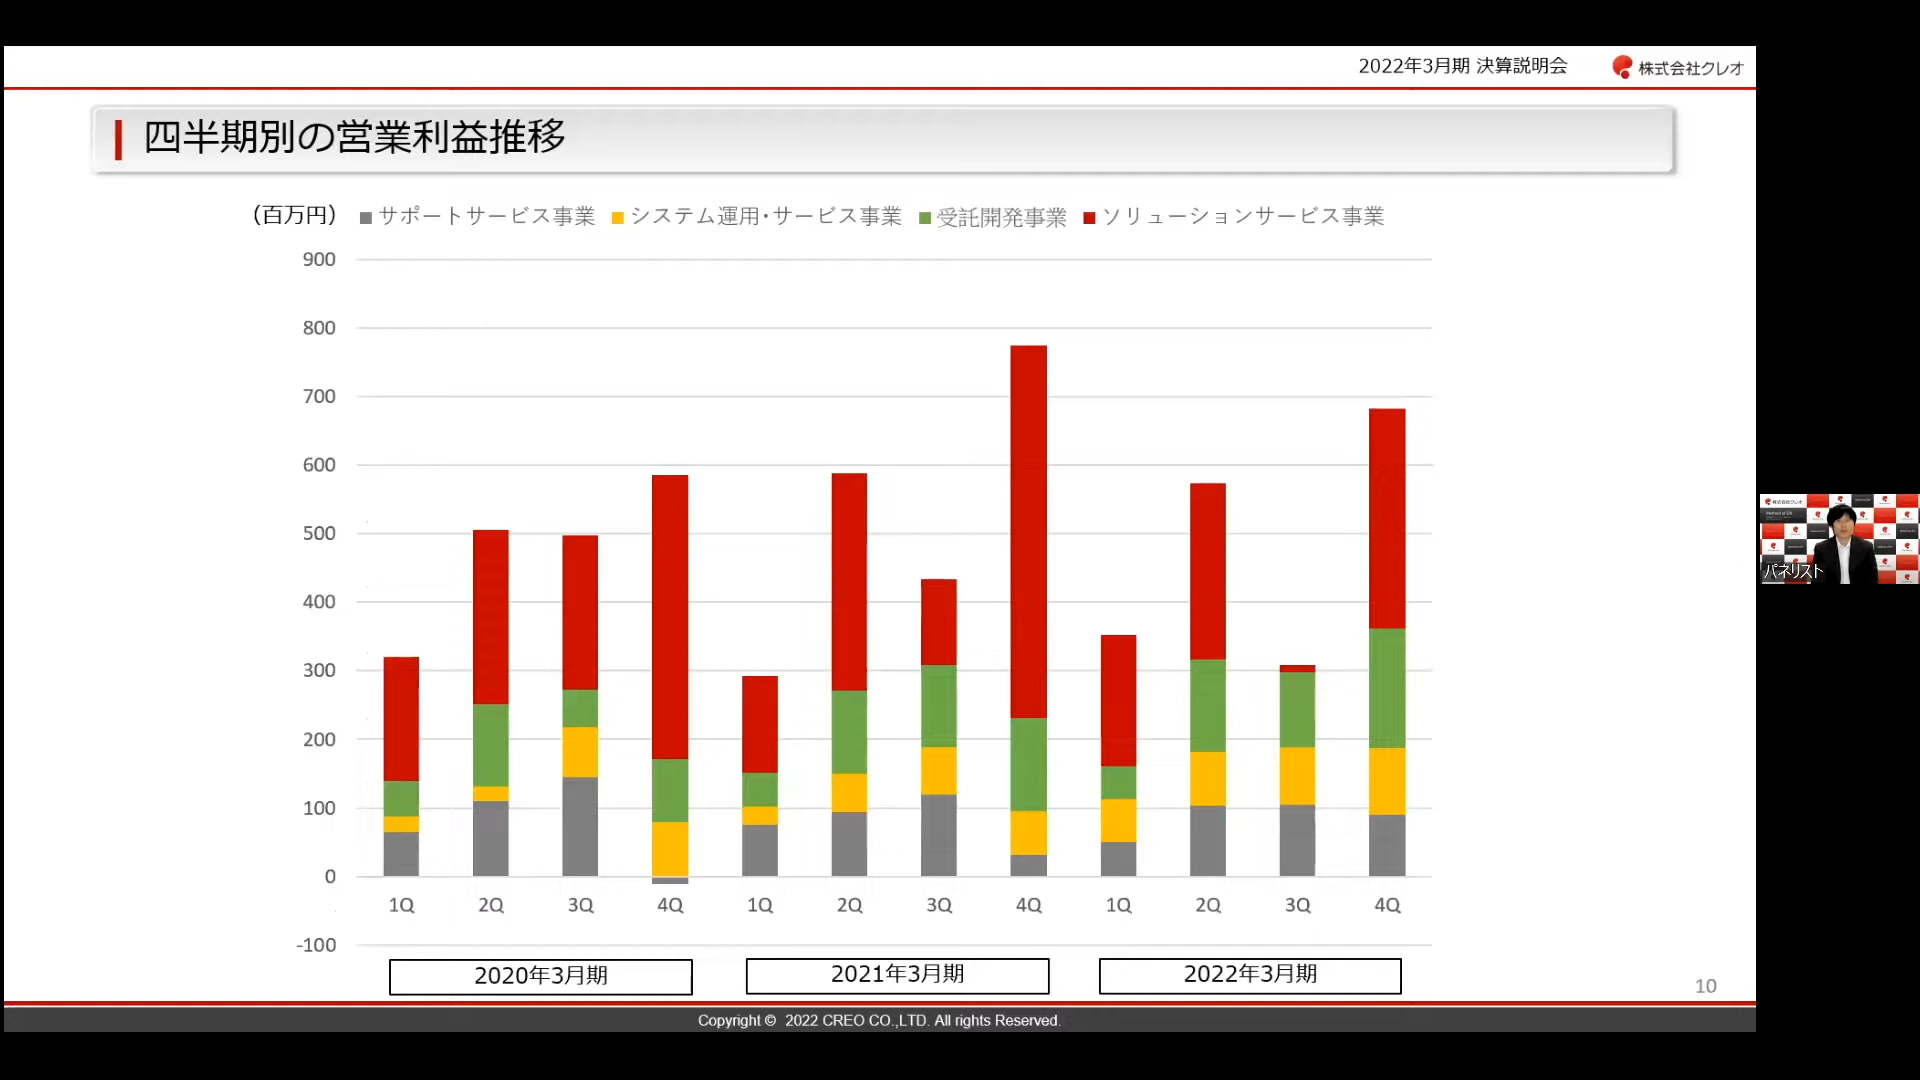 2022年3月期 決算説明会
株式会社クレオ
四半期別の営業利益推移
（百万円）
サポートサービス事業 システム運用・サービス事業 受託開発事業 ソリューションサービス事業
900
800
700
600
500
400
300
200
100
0
-100
1Q 2Q 3Q 4Q 1Q 2Q 3Q 4Q 1Q 2Q 3Q 4Q
2020年3月期 2021年3月期 2022年3月期
10
Copyright © 2022 CREO CO.,LTD. All rights Reserved.
パネリスト